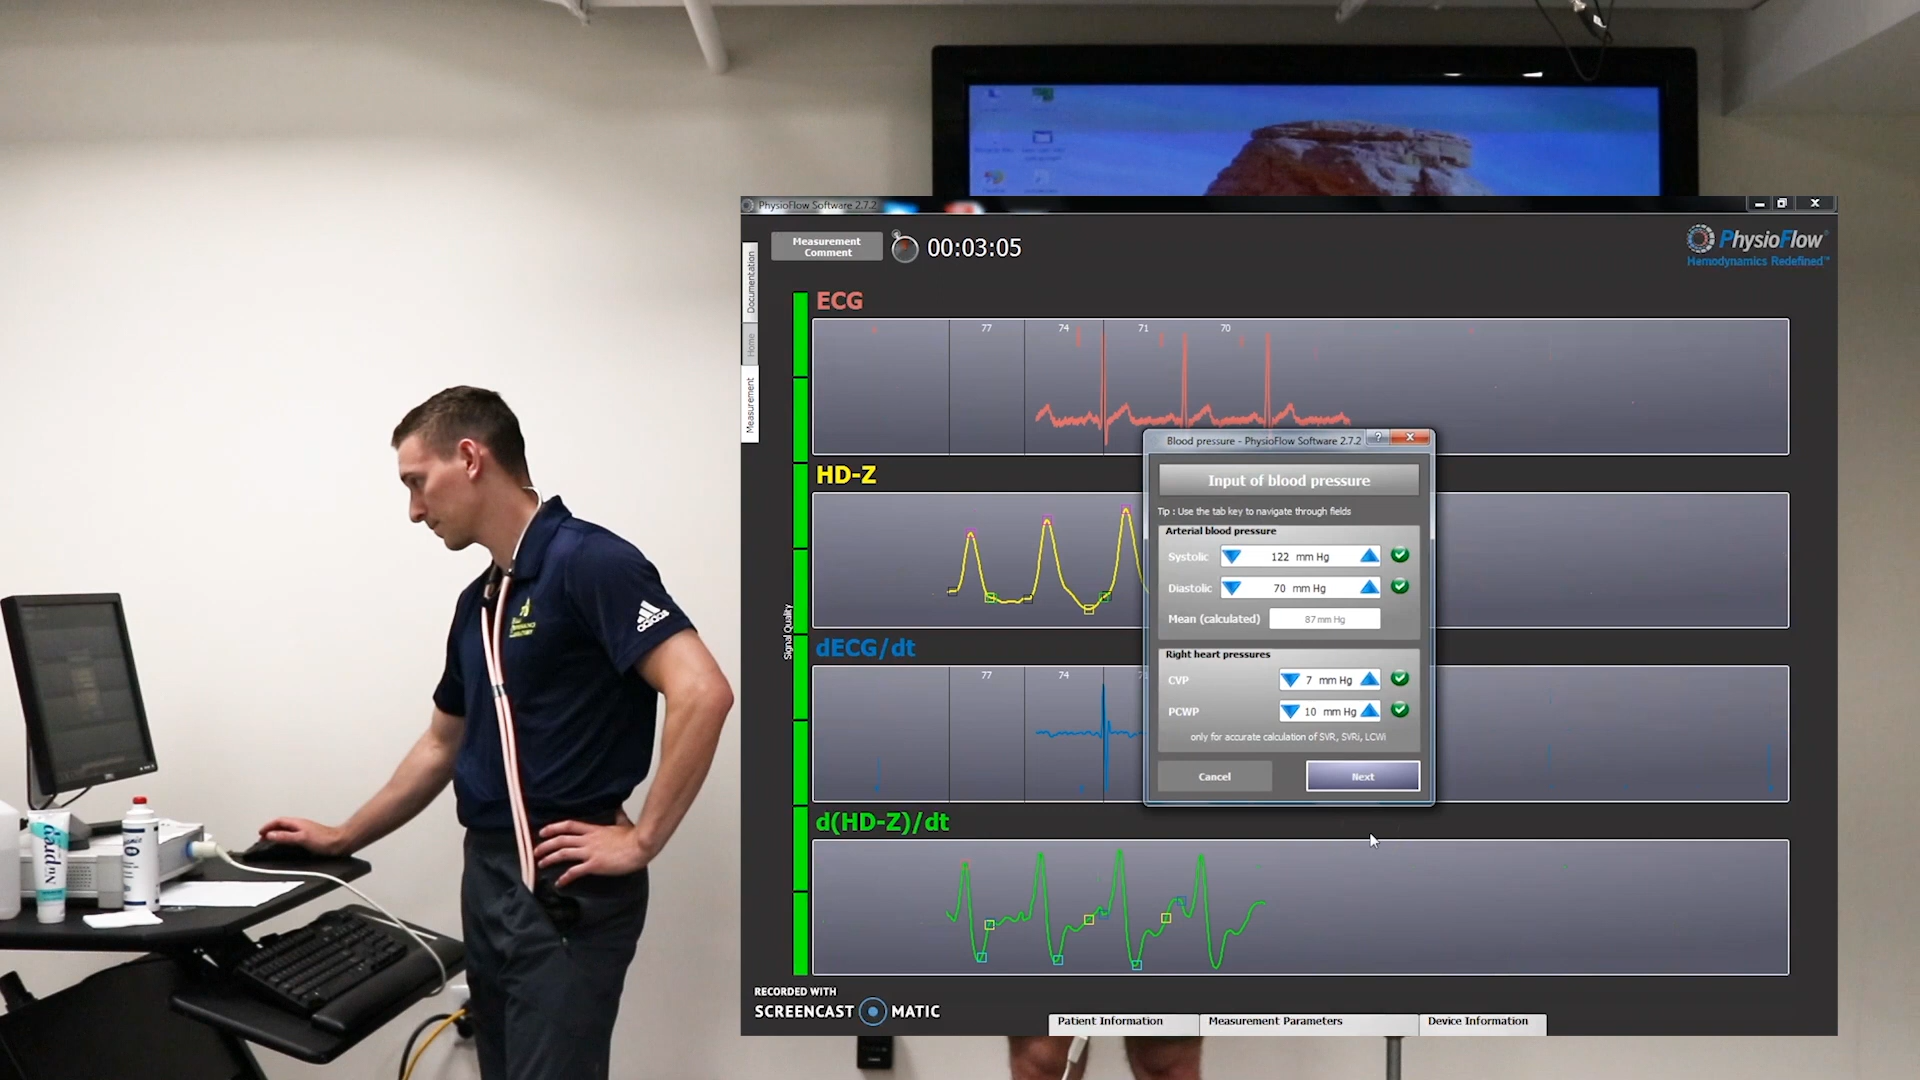 PhysioFlow Software 2.7.2
Measurement
Comment
00:03:05
PhysioFlow
Hemodynamics Redefined™
Documentation
Home
Measurement
Signal Quality
ECG
77 74 71 70
HD-Z
dECG/dt
77 74
d(HD-Z)/dt
Blood pressure - PhysioFlow Software 2.7.2
Input of blood pressure
Tip : Use the tab key to navigate through fields
Arterial blood pressure
Systolic 122 mm Hg
Diastolic 70 mm Hg
Mean (calculated) 87 mm Hg
Right heart pressures
CVP 7 mm Hg
PCWP 10 mm Hg
only for accurate calculation of SVR, SVRi, LCWi
Cancel Next
RECORDED WITH
SCREENCAST MATIC
Patient Information Measurement Parameters Device Information
adidas
Nuprep